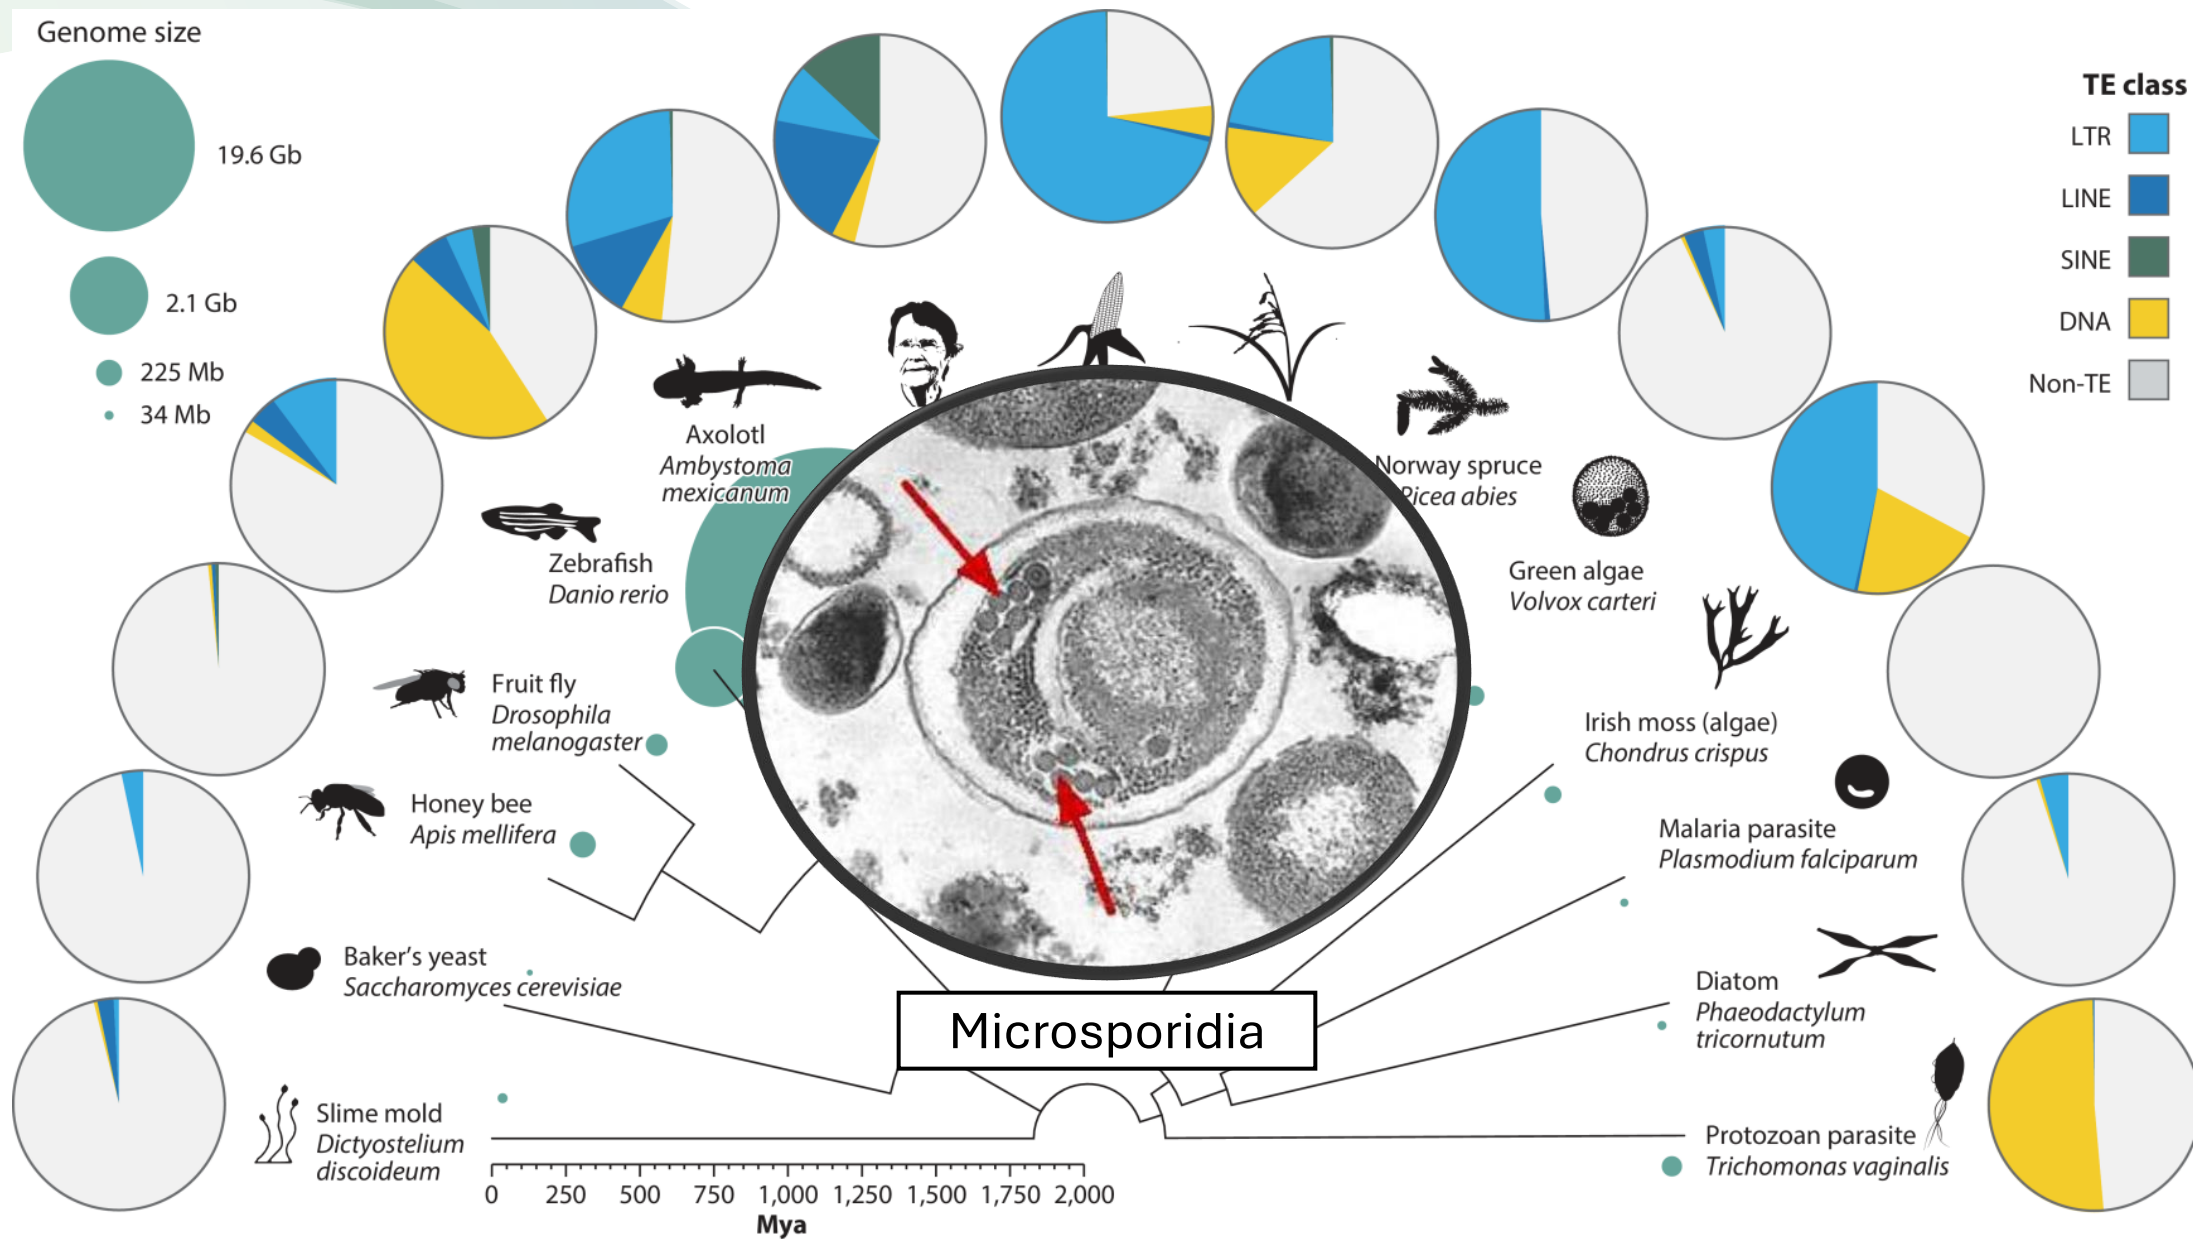 Genome size
19.6 Gb
2.1 Gb
225 Mb
34 Mb
TE class
LTR
LINE
SINE
DNA
Non-TE
Axolotl
Ambystoma
mexicanum
Zebrafish
Danio rerio
Fruit fly
Drosophila
melanogaster
Honey bee
Apis mellifera
Baker's yeast
Saccharomyces cerevisiae
Slime mold
Dictyostelium
discoideum
Norway spruce
Picea abies
Green algae
Volvox carteri
Irish moss (algae)
Chondrus crispus
Malaria parasite
Plasmodium falciparum
Diatom
Phaeodactylum
tricornutum
Protozoan parasite
Trichomonas vaginalis
Microsporidia
0 250 500 750 1,000 1,250 1,500 1,750 2,000
Mya